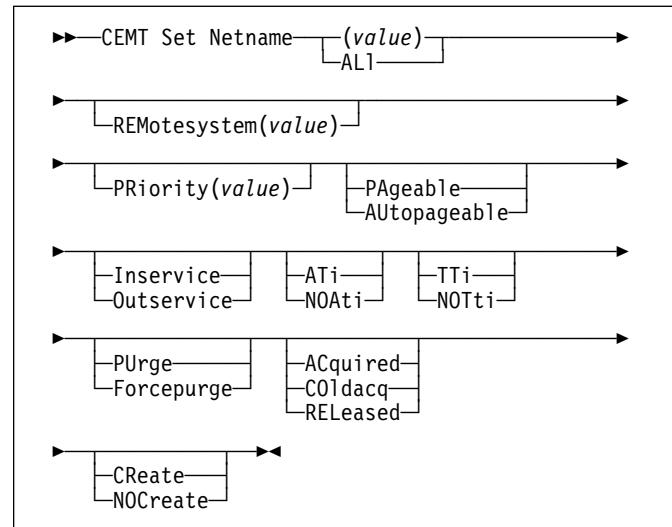 CEMT Set Netname (value)
ALl
REMotesystem(value)
PRiority(value) PAgeable
AUtopageable
Inservice ATi TTi
Outservice NOAti NOTti
PUrge ACquired
Forcepurge COldacq
RELeased
CReate
NOCreate